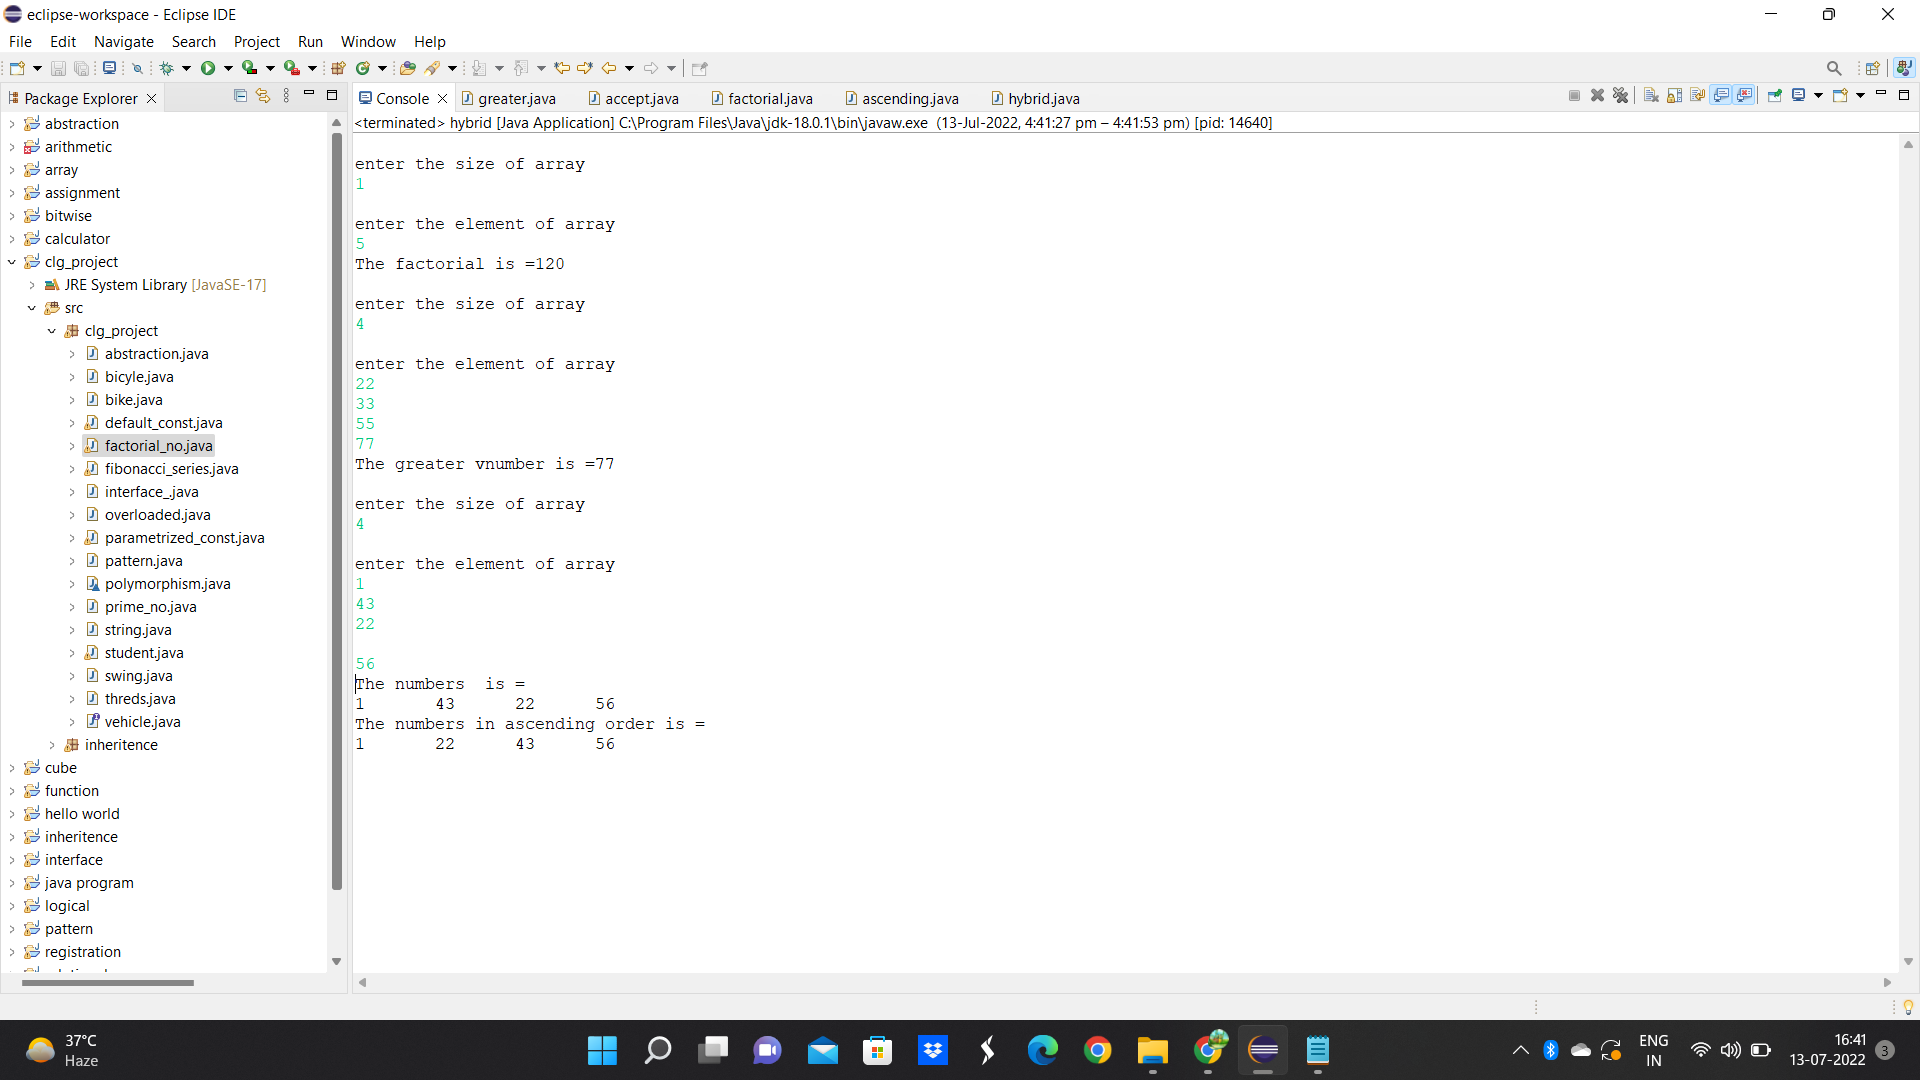 eclipse-workspace - Eclipse IDE
File Edit Navigate Search Project Run Window Help
Package Explorer
abstraction
arithmetic
array
assignment
bitwise
calculator
clg_project
JRE System Library [JavaSE-17]
src
clg_project
abstraction.java
bicyle.java
bike.java
default_const.java
factorial_no.java
fibonacci_series.java
interface_.java
overloaded.java
parametrized_const.java
pattern.java
polymorphism.java
prime_no.java
string.java
student.java
swing.java
threds.java
vehicle.java
inheritence
cube
function
hello world
inheritence
interface
java program
logical
pattern
registration
Console greater.java accept.java factorial.java ascending.java hybrid.java
<terminated> hybrid [Java Application] C:\Program Files\Java\jdk-18.0.1\bin\javaw.exe (13-Jul-2022, 4:41:27 pm – 4:41:53 pm) [pid: 14640]
enter the size of array
1
enter the element of array
5
The factorial is =120
enter the size of array
4
enter the element of array
22
33
55
77
The greater vnumber is =77
enter the size of array
4
enter the element of array
1
43
22
56
The numbers  is =
1 43 22 56
The numbers in ascending order is =
1 22 43 56
37°C
Haze
ENG
IN
16:41
13-07-2022
3